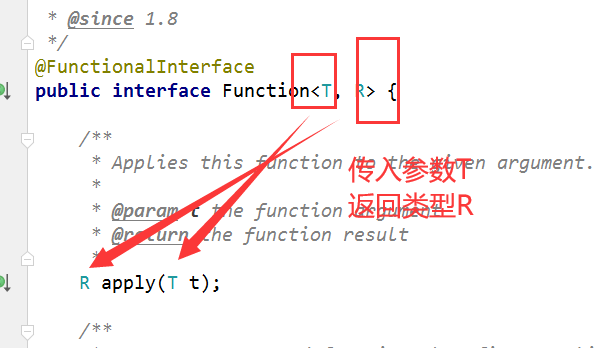 * @since 1.8
*/
@FunctionalInterface
public interface Function<T, R> {
/**
* Applies this function to the given argument.
*
* @param t the function argument
* @return the function result
*
R apply(T t);
/**
传入参数T
返回类型R